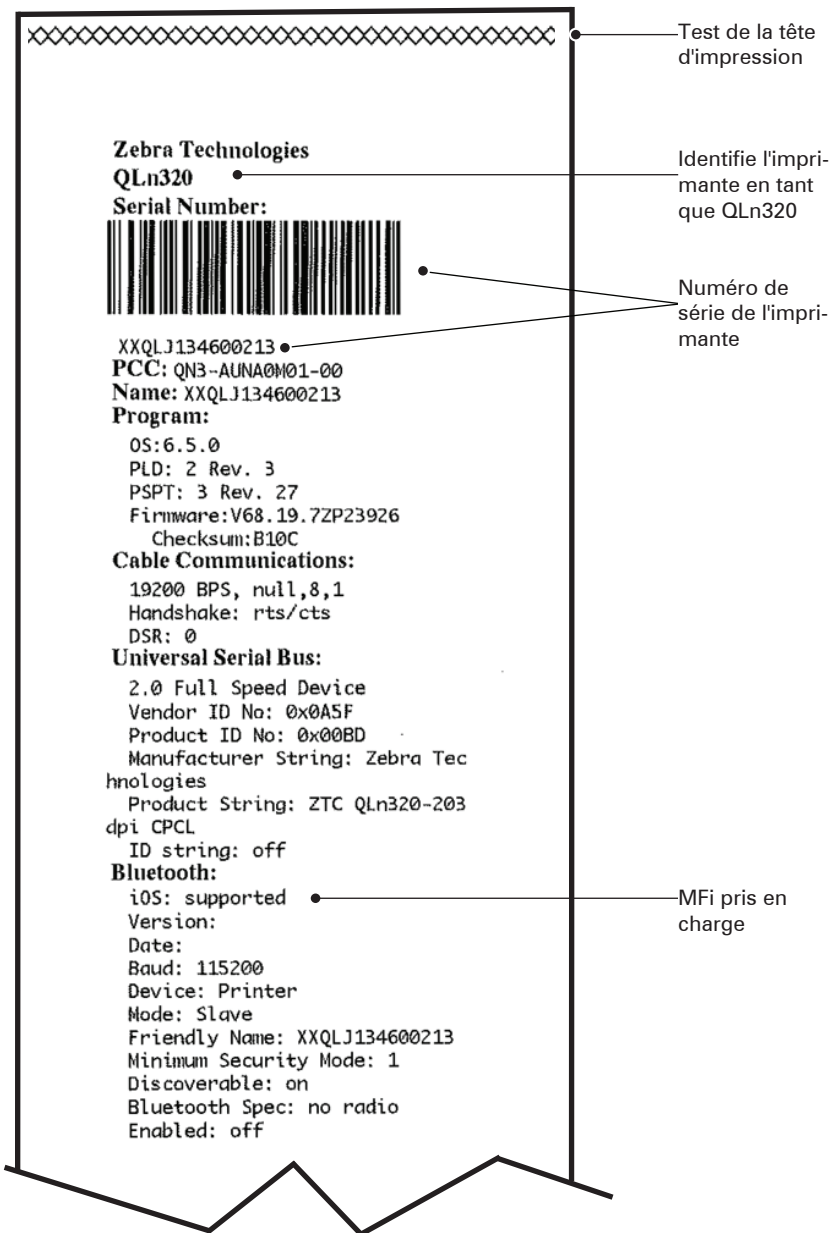 Test de la tête
d'impression
Zebra Technologies
QLn320
Identifie l'impri-
mante en tant
que QLn320
Serial Number:
Numéro de
série de l'impri-
mante
XXQLJ134600213
PCC: QN3-AUNA0M01-00
Name: XXQLJ134600213
Program:
OS:6.5.0
PLD: 2 Rev. 3
PSPT: 3 Rev. 27
Firmware:V68.19.7ZP23926
Checksum:B10C
Cable Communications:
19200 BPS, null,8,1
Handshake: rts/cts
DSR: 0
Universal Serial Bus:
2.0 Full Speed Device
Vendor ID No: 0x0A5F
Product ID No: 0x00BD
Manufacturer String: Zebra Tec
hnologies
Product String: ZTC QLn320-203
dpi CPCL
ID string: off
Bluetooth:
iOS: supported
MFi pris en
charge
Version:
Date:
Baud: 115200
Device: Printer
Mode: Slave
Friendly Name: XXQLJ134600213
Minimum Security Mode: 1
Discoverable: on
Bluetooth Spec: no radio
Enabled: off